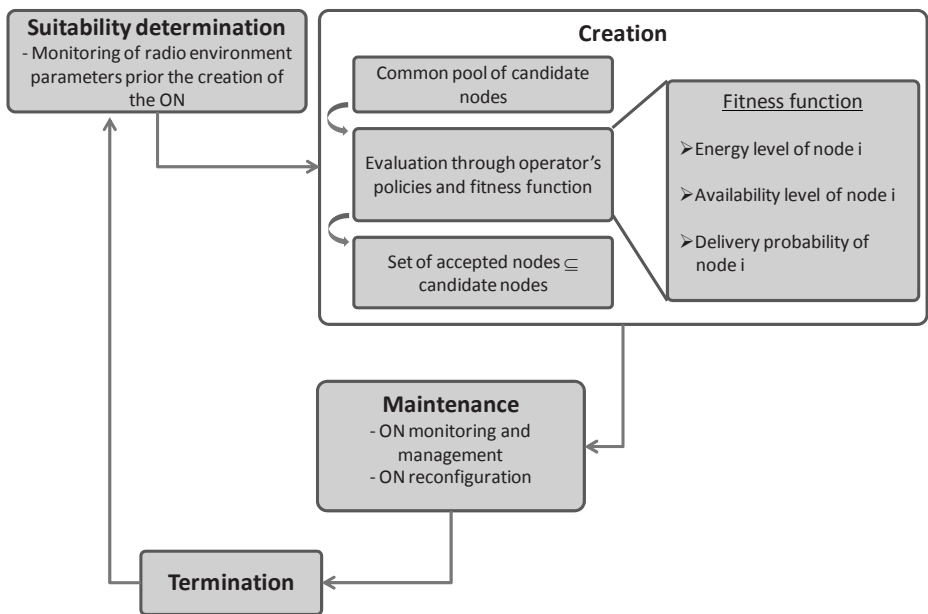 Suitability determination
- Monitoring of radio environment
parameters prior the creation of
the ON
Creation
Common pool of candidate
nodes
Evaluation through operator's
policies and fitness function
Set of accepted nodes ⊆
candidate nodes
Fitness function
➢Energy level of node i
➢Availability level of node i
➢Delivery probability of
node i
Maintenance
- ON monitoring and
management
- ON reconfiguration
Termination